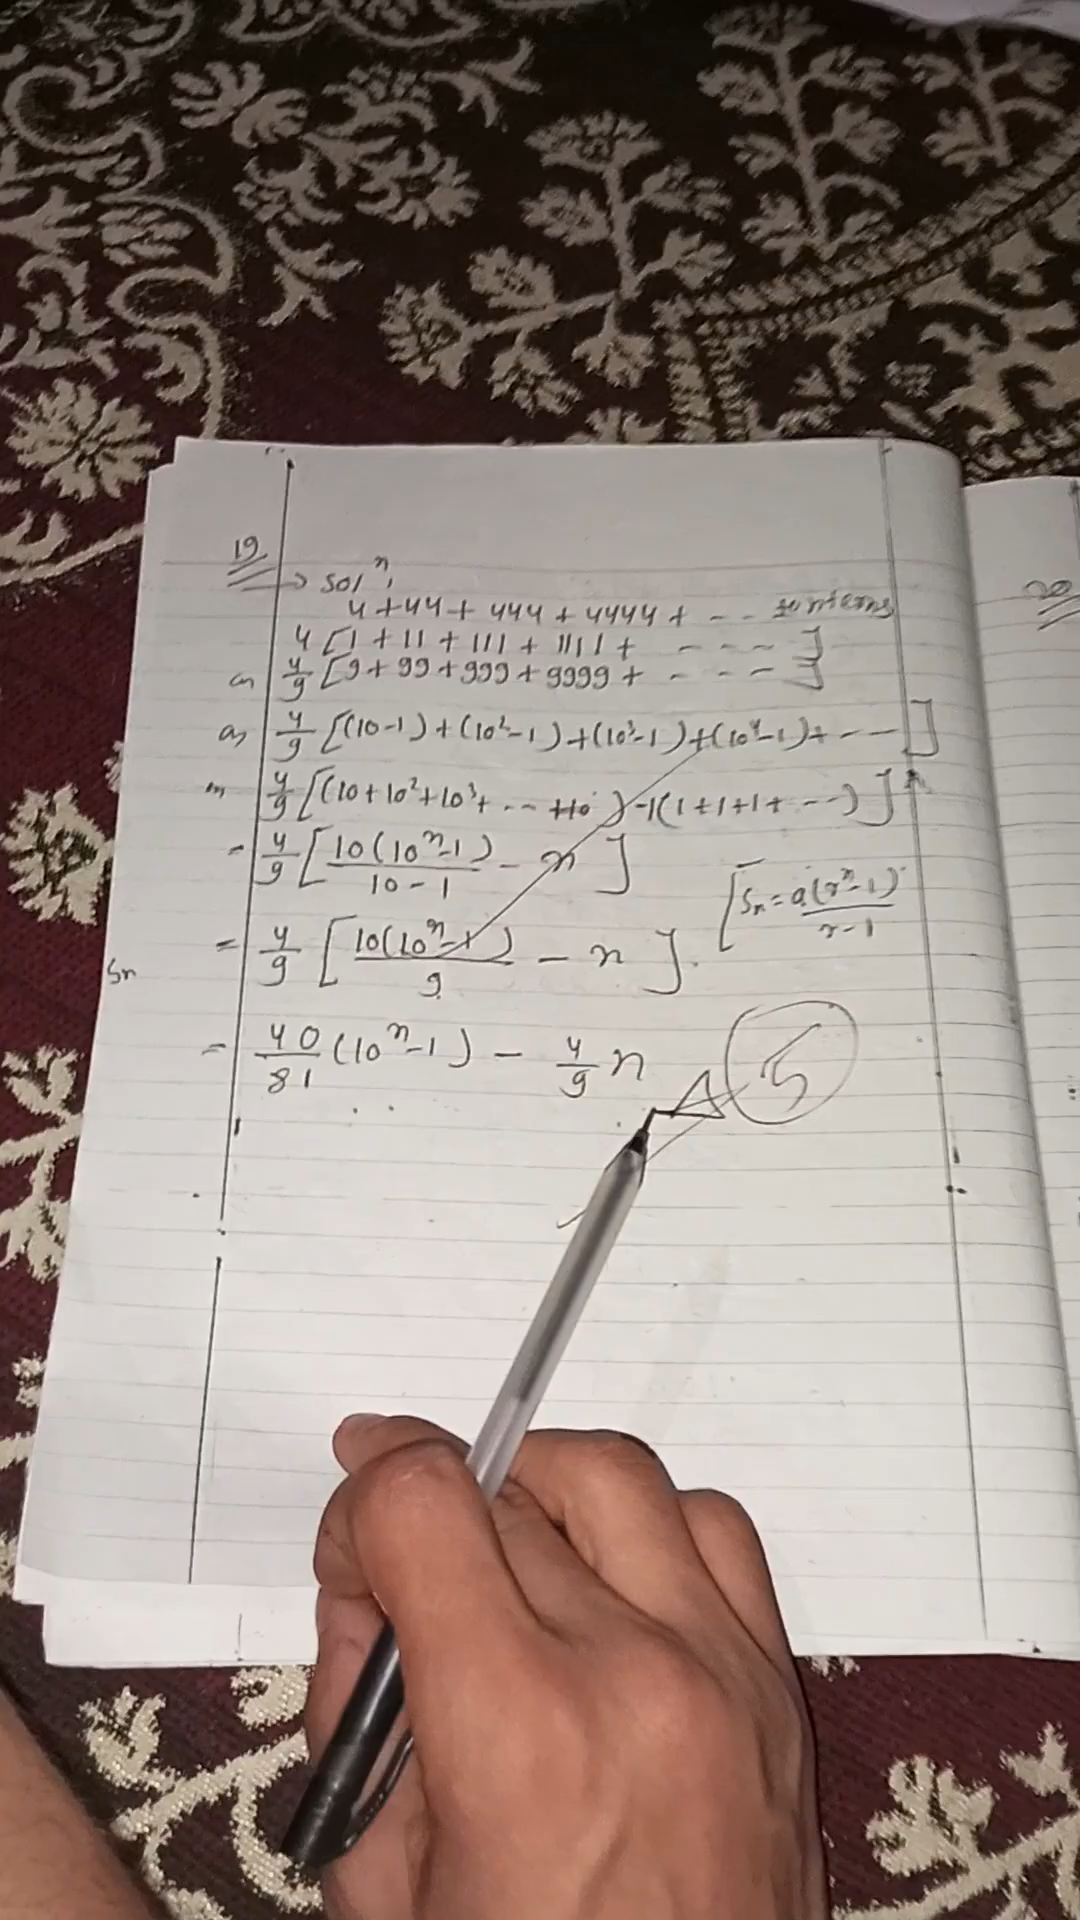 19
→ Solⁿ
4 + 44 + 444 + 4444 + - - -
4 [1 + 11 + 111 + 1111 + - - - - ]
4/9 [9 + 99 + 999 + 9999 + - - - - ]
4/9 [(10-1) + (10²-1) + (10³-1) + (10⁴-1) + - - - ]
4/9 [(10 + 10² + 10³ + ... + 10 ) - 1(1 + 1 + 1 + ---) ]
= 4/9 [ 10(10ⁿ-1)/10-1 - n ]
[Sₙ = a(rⁿ-1)/r-1
= 4/9 [ 10(10ⁿ-1)/9 - n ].
Sn
= 40/81 (10ⁿ-1) - 4/9 n
5
20